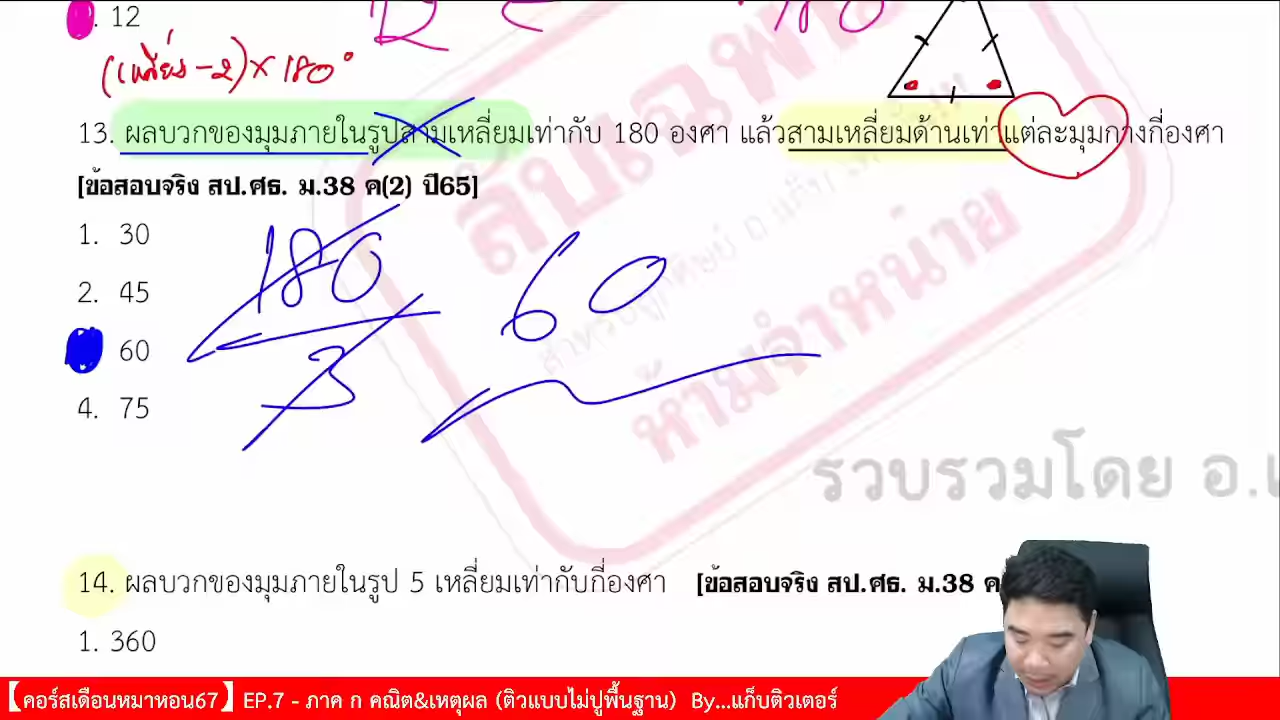 12
(เหลี่ยม-2)×180°
13. ผลบวกของมุมภายในรูปสามเหลี่ยมเท่ากับ 180 องศา แล้วสามเหลี่ยมด้านเท่าแต่ละมุมกางกี่องศา
[ข้อสอบจริง สป.ศธ. ม.38 ค(2) ปี65]
1. 30
2. 45
60
4. 75
180
3
60
ห้ามจำหน่าย
รวบรวมโดย อ.
14. ผลบวกของมุมภายในรูป 5 เหลี่ยมเท่ากับกี่องศา [ข้อสอบจริง สป.ศธ. ม.38 ค
1. 360
【คอร์สเดือนหมาหอน67】 EP.7 - ภาค ก คณิต&เหตุผล (ติวแบบไม่ปูพื้นฐาน) By...แก็บติวเตอร์